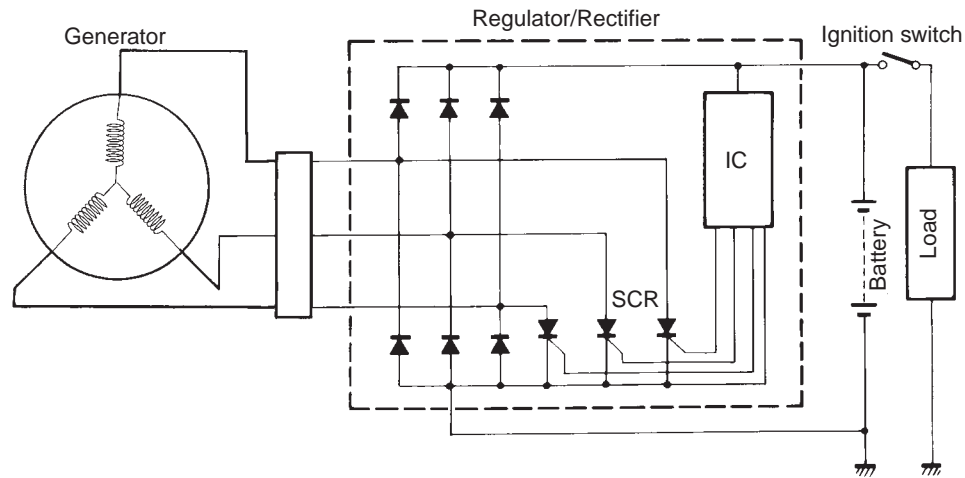 Regulator/Rectifier
Generator
Ignition switch
IC
SCR
Battery
Load